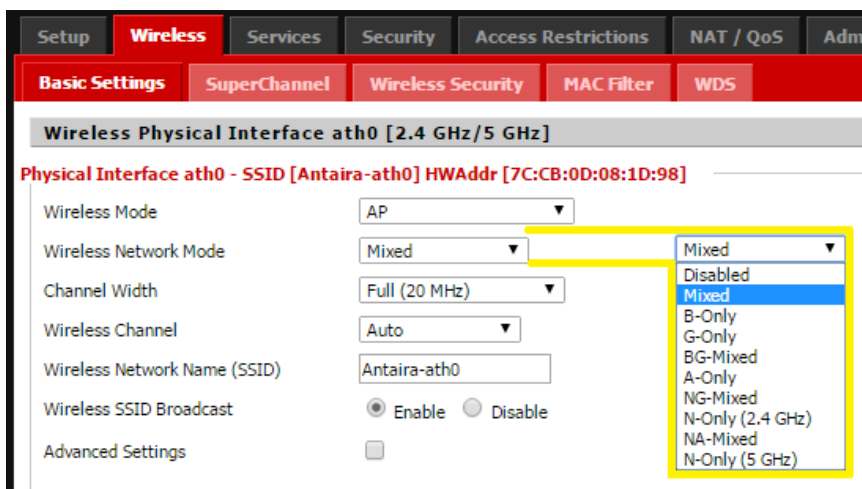 Setup Wireless Services Security Access Restrictions NAT / QoS Adm
Basic Settings SuperChannel Wireless Security MAC Filter WDS
Wireless Physical Interface ath0 [2.4 GHz/5 GHz]
Physical Interface ath0 - SSID [Antaira-ath0] HWAddr [7C:CB:0D:08:1D:98]
Wireless Mode AP
Wireless Network Mode Mixed Mixed
Disabled
Mixed
B-Only
G-Only
BG-Mixed
A-Only
NG-Mixed
N-Only (2.4 GHz)
NA-Mixed
N-Only (5 GHz)
Channel Width Full (20 MHz)
Wireless Channel Auto
Wireless Network Name (SSID) Antaira-ath0
Wireless SSID Broadcast Enable Disable
Advanced Settings